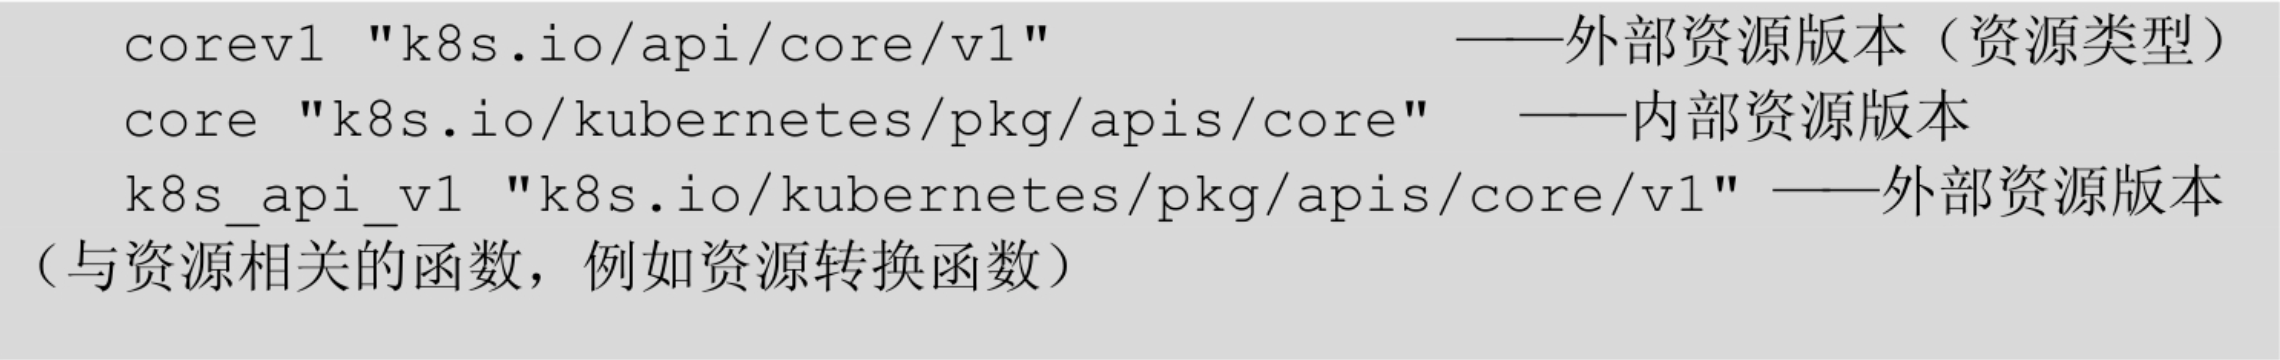 corev1 "k8s.io/api/core/v1" ——外部资源版本（资源类型）
core "k8s.io/kubernetes/pkg/apis/core" ——内部资源版本
k8s_api_v1 "k8s.io/kubernetes/pkg/apis/core/v1" ——外部资源版本
（与资源相关的函数，例如资源转换函数）